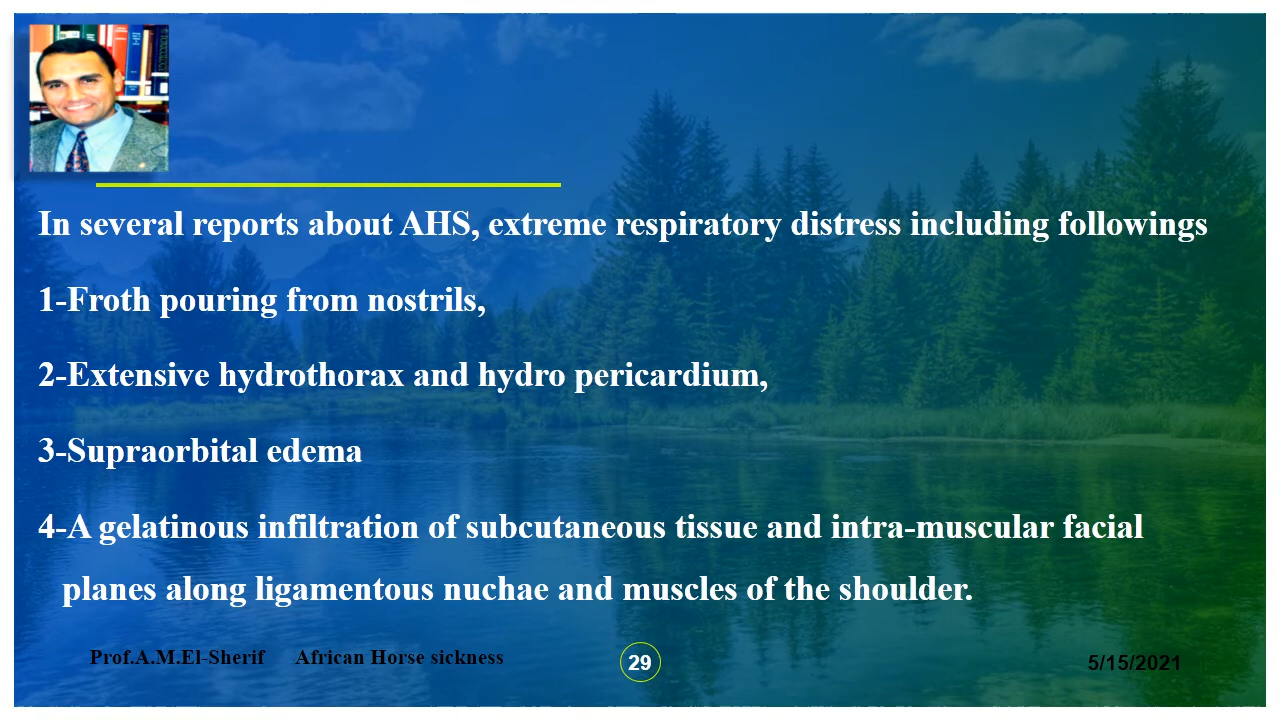 In several reports about AHS, extreme respiratory distress including followings
1-Froth pouring from nostrils,
2-Extensive hydrothorax and hydro pericardium,
3-Supraorbital edema
4-A gelatinous infiltration of subcutaneous tissue and intra-muscular facial
planes along ligamentous nuchae and muscles of the shoulder.
Prof.A.M.El-Sherif African Horse sickness
29
5/15/2021